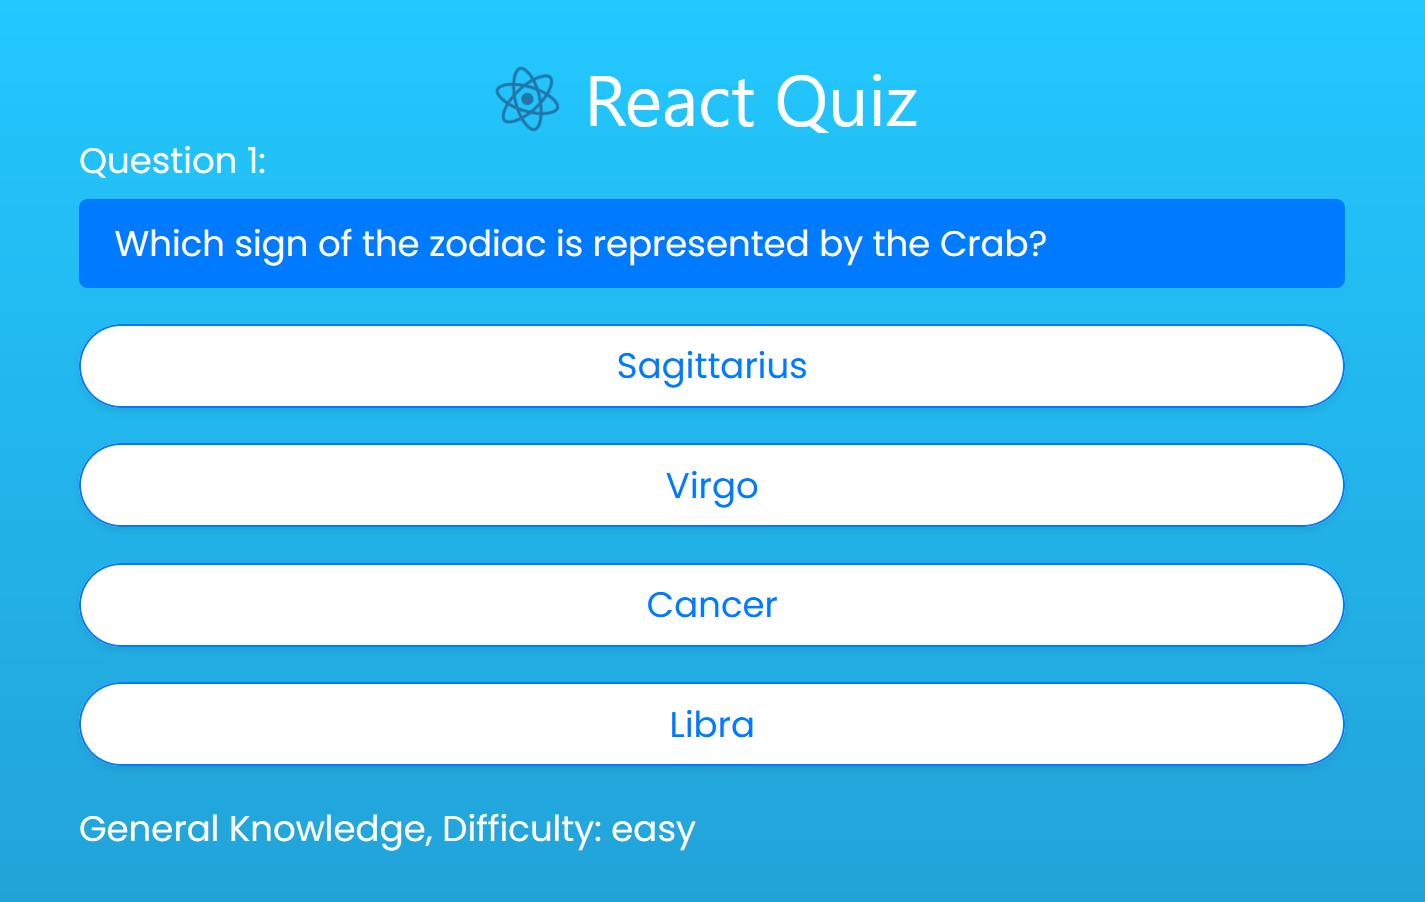 React Quiz
Question 1:
Which sign of the zodiac is represented by the Crab?
Sagittarius
Virgo
Cancer
Libra
General Knowledge, Difficulty: easy